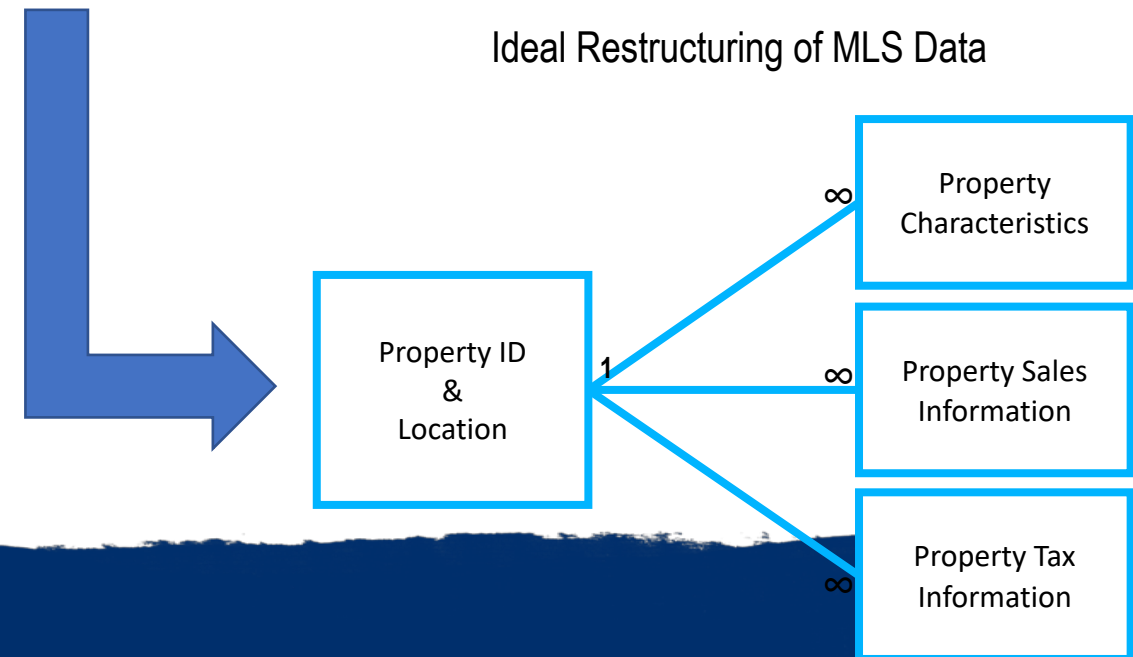 Ideal Restructuring of MLS Data
Property ID
&
Location
1
∞
Property
Characteristics
∞
Property Sales
Information
∞
Property Tax
Information